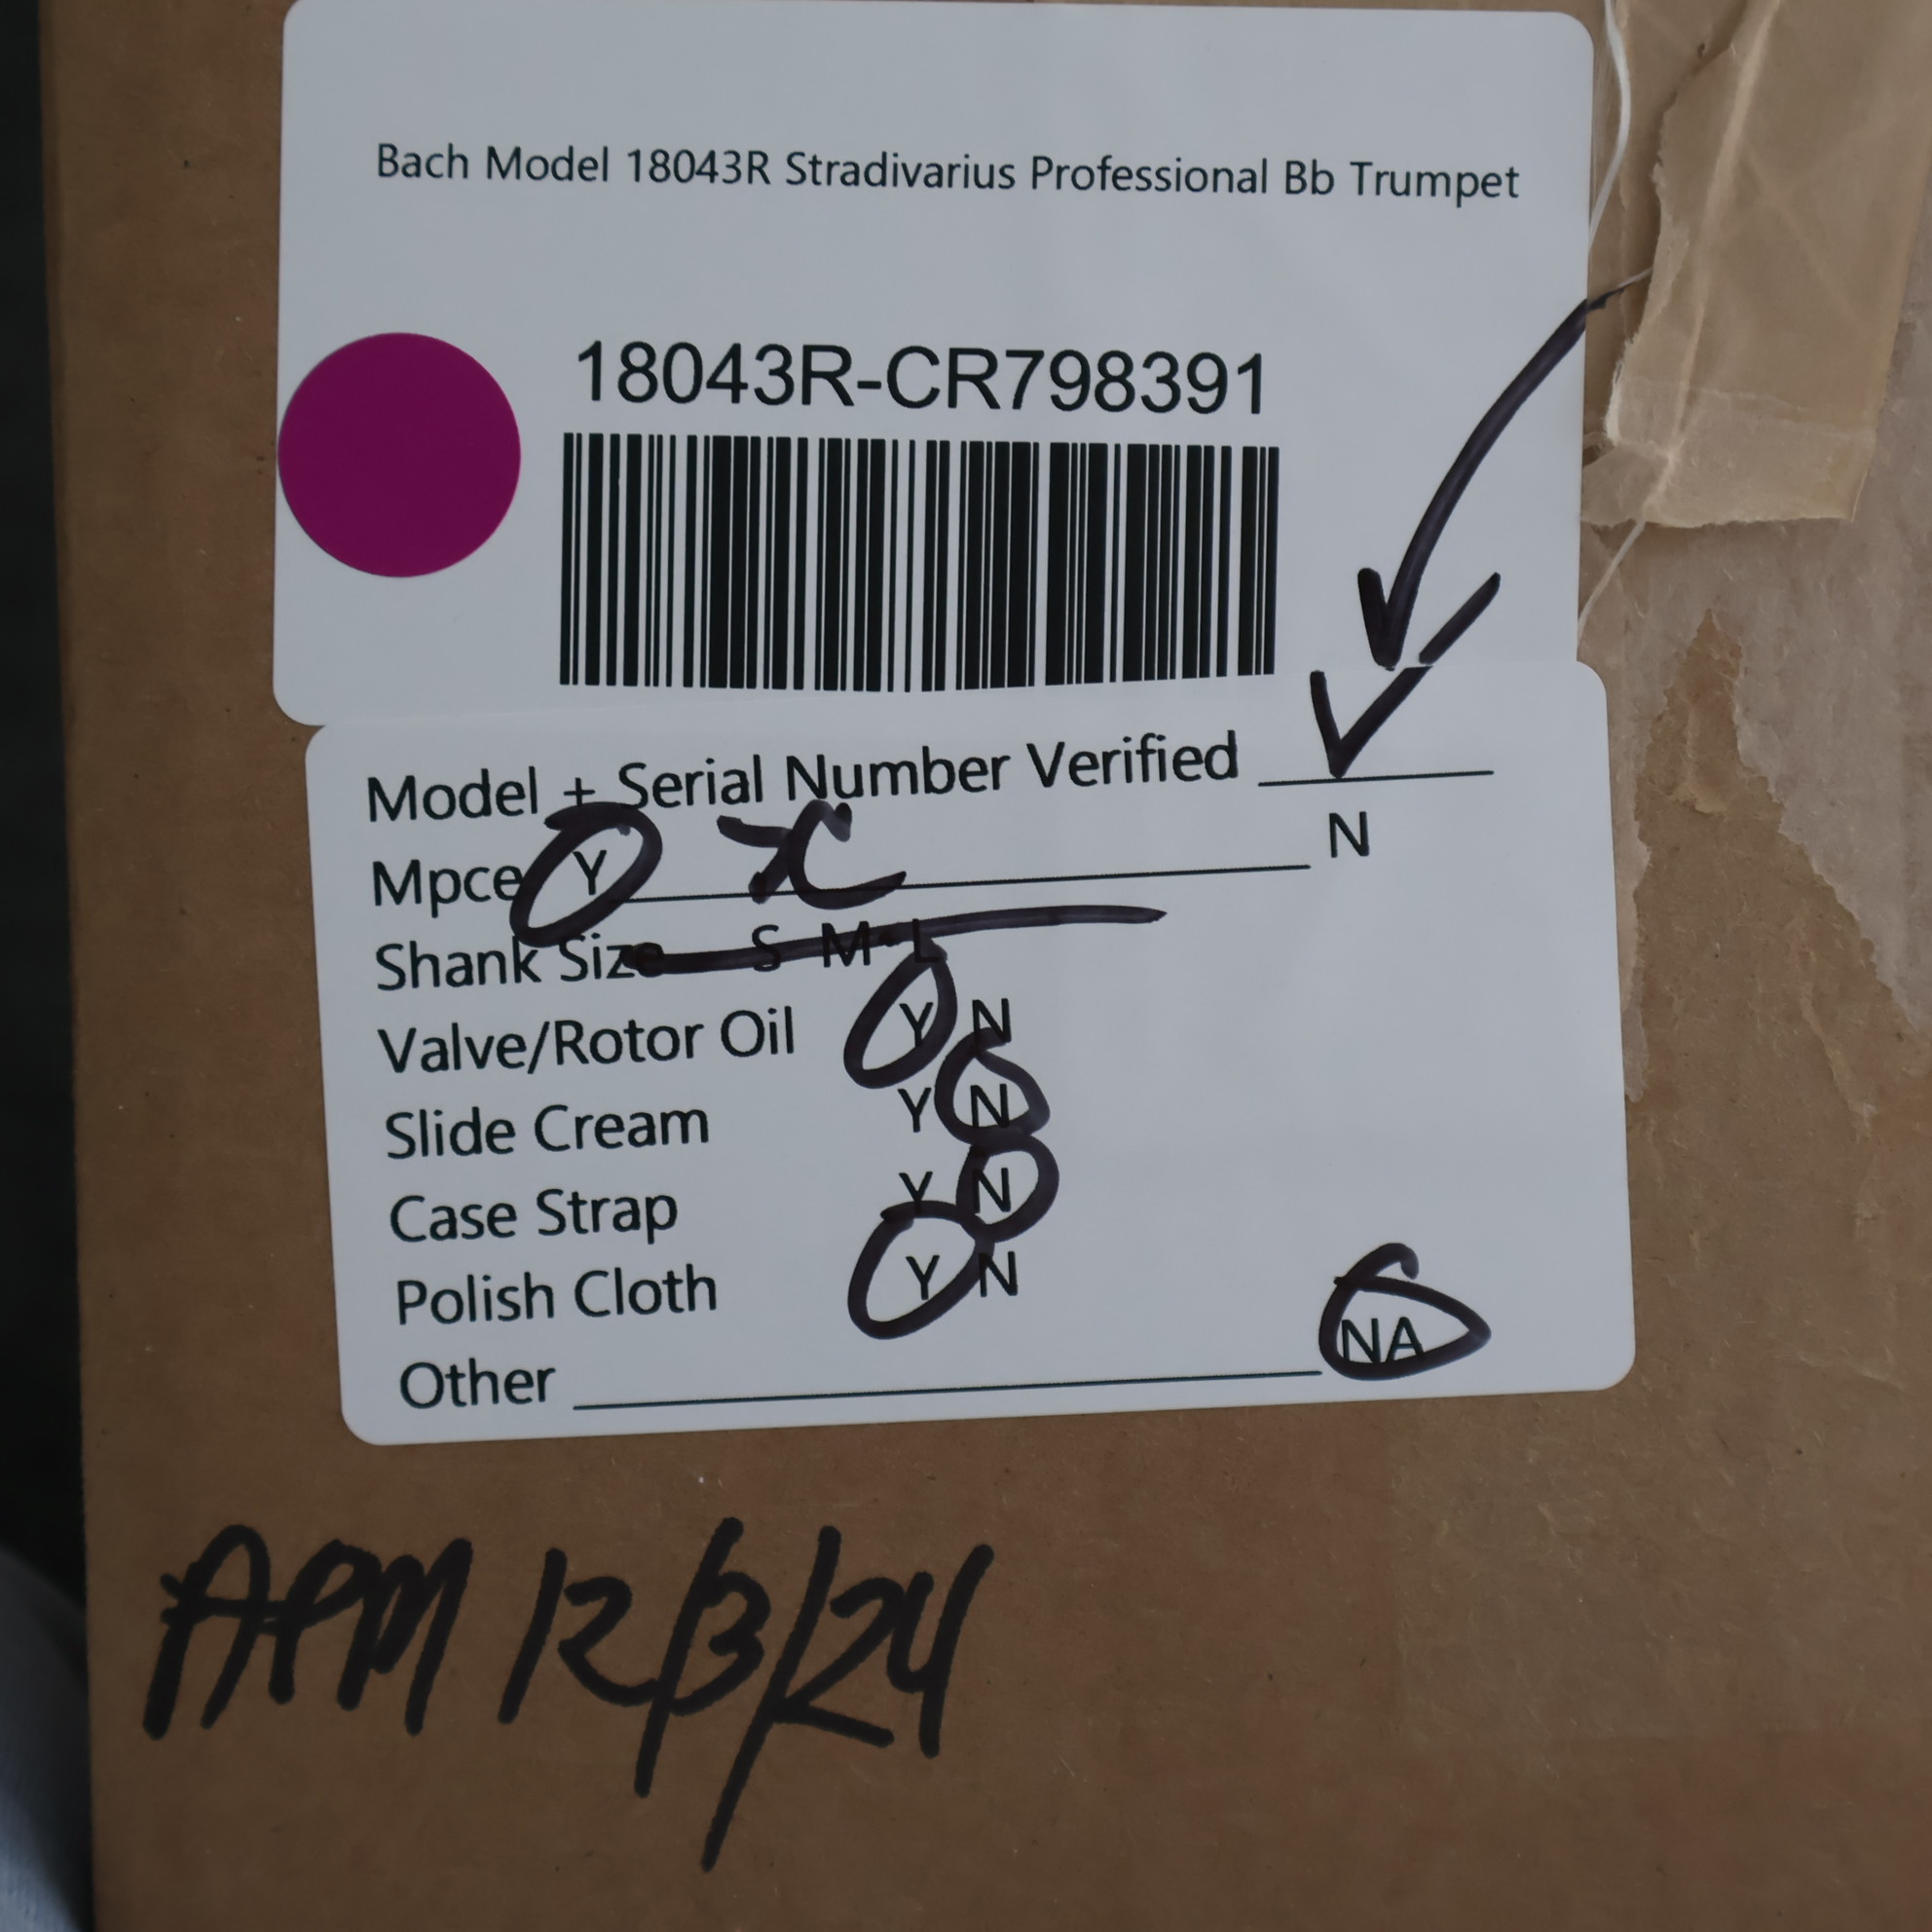 Bach Model 18043R Stradivarius Professional Bb Trumpet
18043R-CR798391
Model + Serial Number Verified ✓
Mpce Y N
Shank Size S M L
Valve/Rotor Oil Y N
Slide Cream Y N
Case Strap Y N
Polish Cloth Y N
Other NA
APM 12/3/24